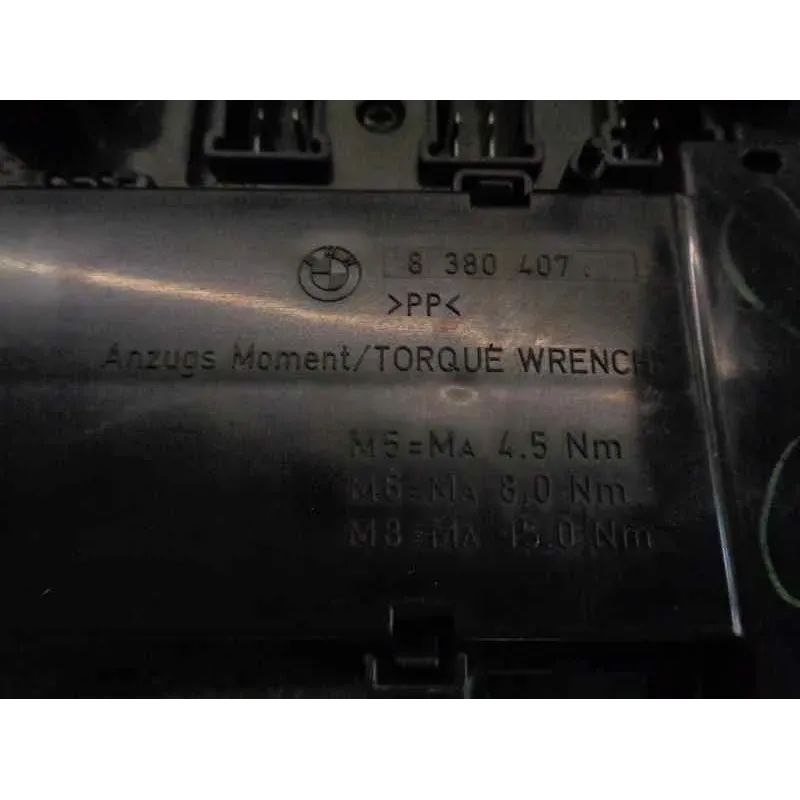 BMW
8 380 407.
>PP<
Anzugs Moment/TORQUE WRENCH
M5=MA 4.5 Nm
M6=MA 8,0 Nm
M8=MA 15.0 Nm